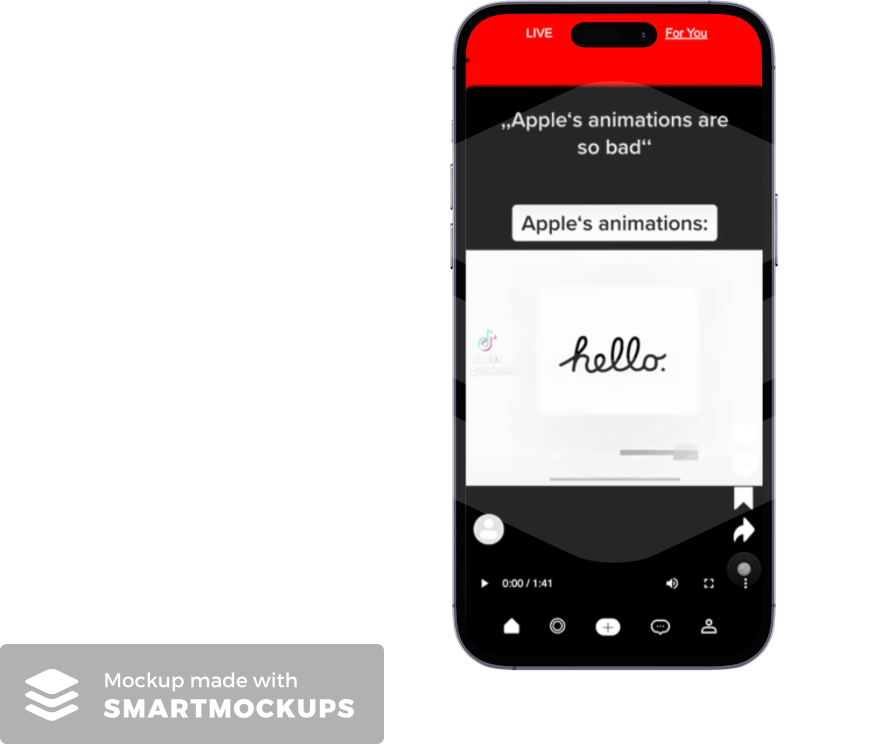 LIVE
For You
„Apple‘s animations are
so bad“
Apple‘s animations:
hello.
0:00 / 1:41
Mockup made with
SMARTMOCKUPS